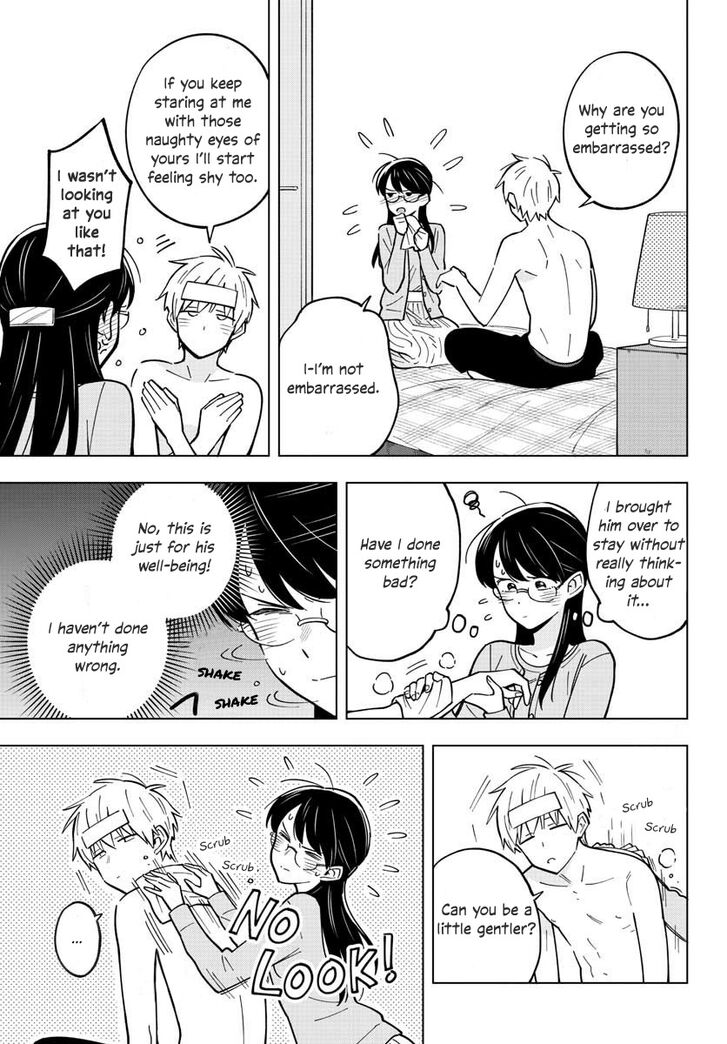 Why are you
getting so
embarrassed?
I-I'm not
embarrassed.
If you keep
staring at me
with those
naughty eyes of
yours I'll start
feeling shy too.
I wasn't
looking
at you
like
that!
I brought
him over to
stay without
really think-
ing about
it...
Have I done
something
bad?
No, this is
just for his
well-being!
I haven't done
anything
wrong.
SHAKE
SHAKE
Scrub
Scrub
Can you be a
little gentler?
Scrub
Scrub
NO
LOOK!
...